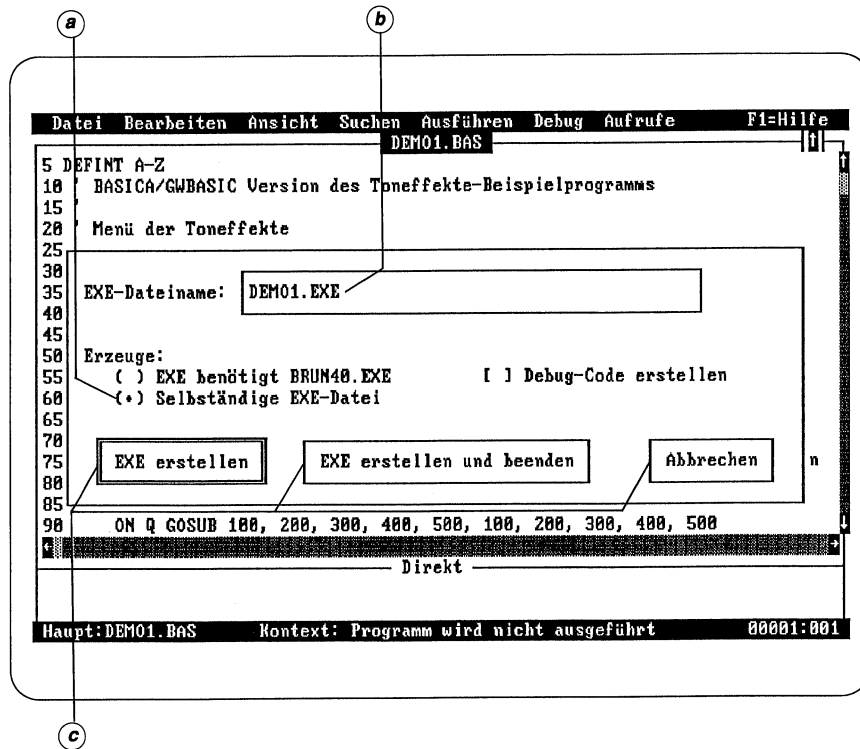 a b
Datei Bearbeiten Ansicht Suchen Ausführen Debug Aufrufe F1=Hilfe
DEMO1.BAS
5 DEFINT A-Z
10 ' BASICA/GWBASIC Version des Toneffekte-Beispielprogramms
15 '
20 ' Menü der Toneffekte
25
30
35 EXE-Dateiname: DEMO1.EXE
40
45
50 Erzeuge:
55 ( ) EXE benötigt BRUN40.EXE [ ] Debug-Code erstellen
60 (•) Selbständige EXE-Datei
65
70
75 EXE erstellen EXE erstellen und beenden Abbrechen n
80
85
90 ON Q GOSUB 100, 200, 300, 400, 500, 100, 200, 300, 400, 500
Direkt
Haupt:DEMO1.BAS Kontext: Programm wird nicht ausgeführt 00001:001
c